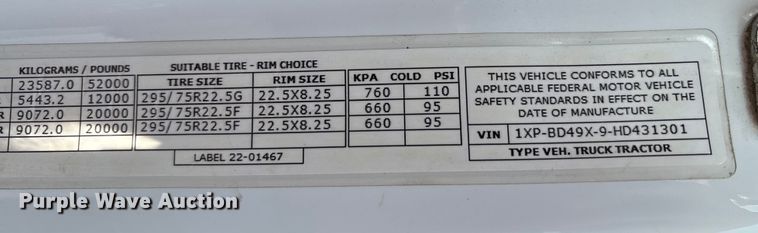 KILOGRAMS / POUNDS SUITABLE TIRE - RIM CHOICE
TIRE SIZE RIM SIZE KPA COLD PSI
23587.0 52000
5443.2 12000 295/75R22.5G 22.5X8.25 760 110
R 9072.0 20000 295/75R22.5F 22.5X8.25 660 95
R 9072.0 20000 295/75R22.5F 22.5X8.25 660 95
LABEL 22-01467
THIS VEHICLE CONFORMS TO ALL
APPLICABLE FEDERAL MOTOR VEHICLE
SAFETY STANDARDS IN EFFECT ON THE
DATE OF MANUFACTURE
VIN 1XP-BD49X-9-HD431301
TYPE VEH. TRUCK TRACTOR
Purple Wave Auction